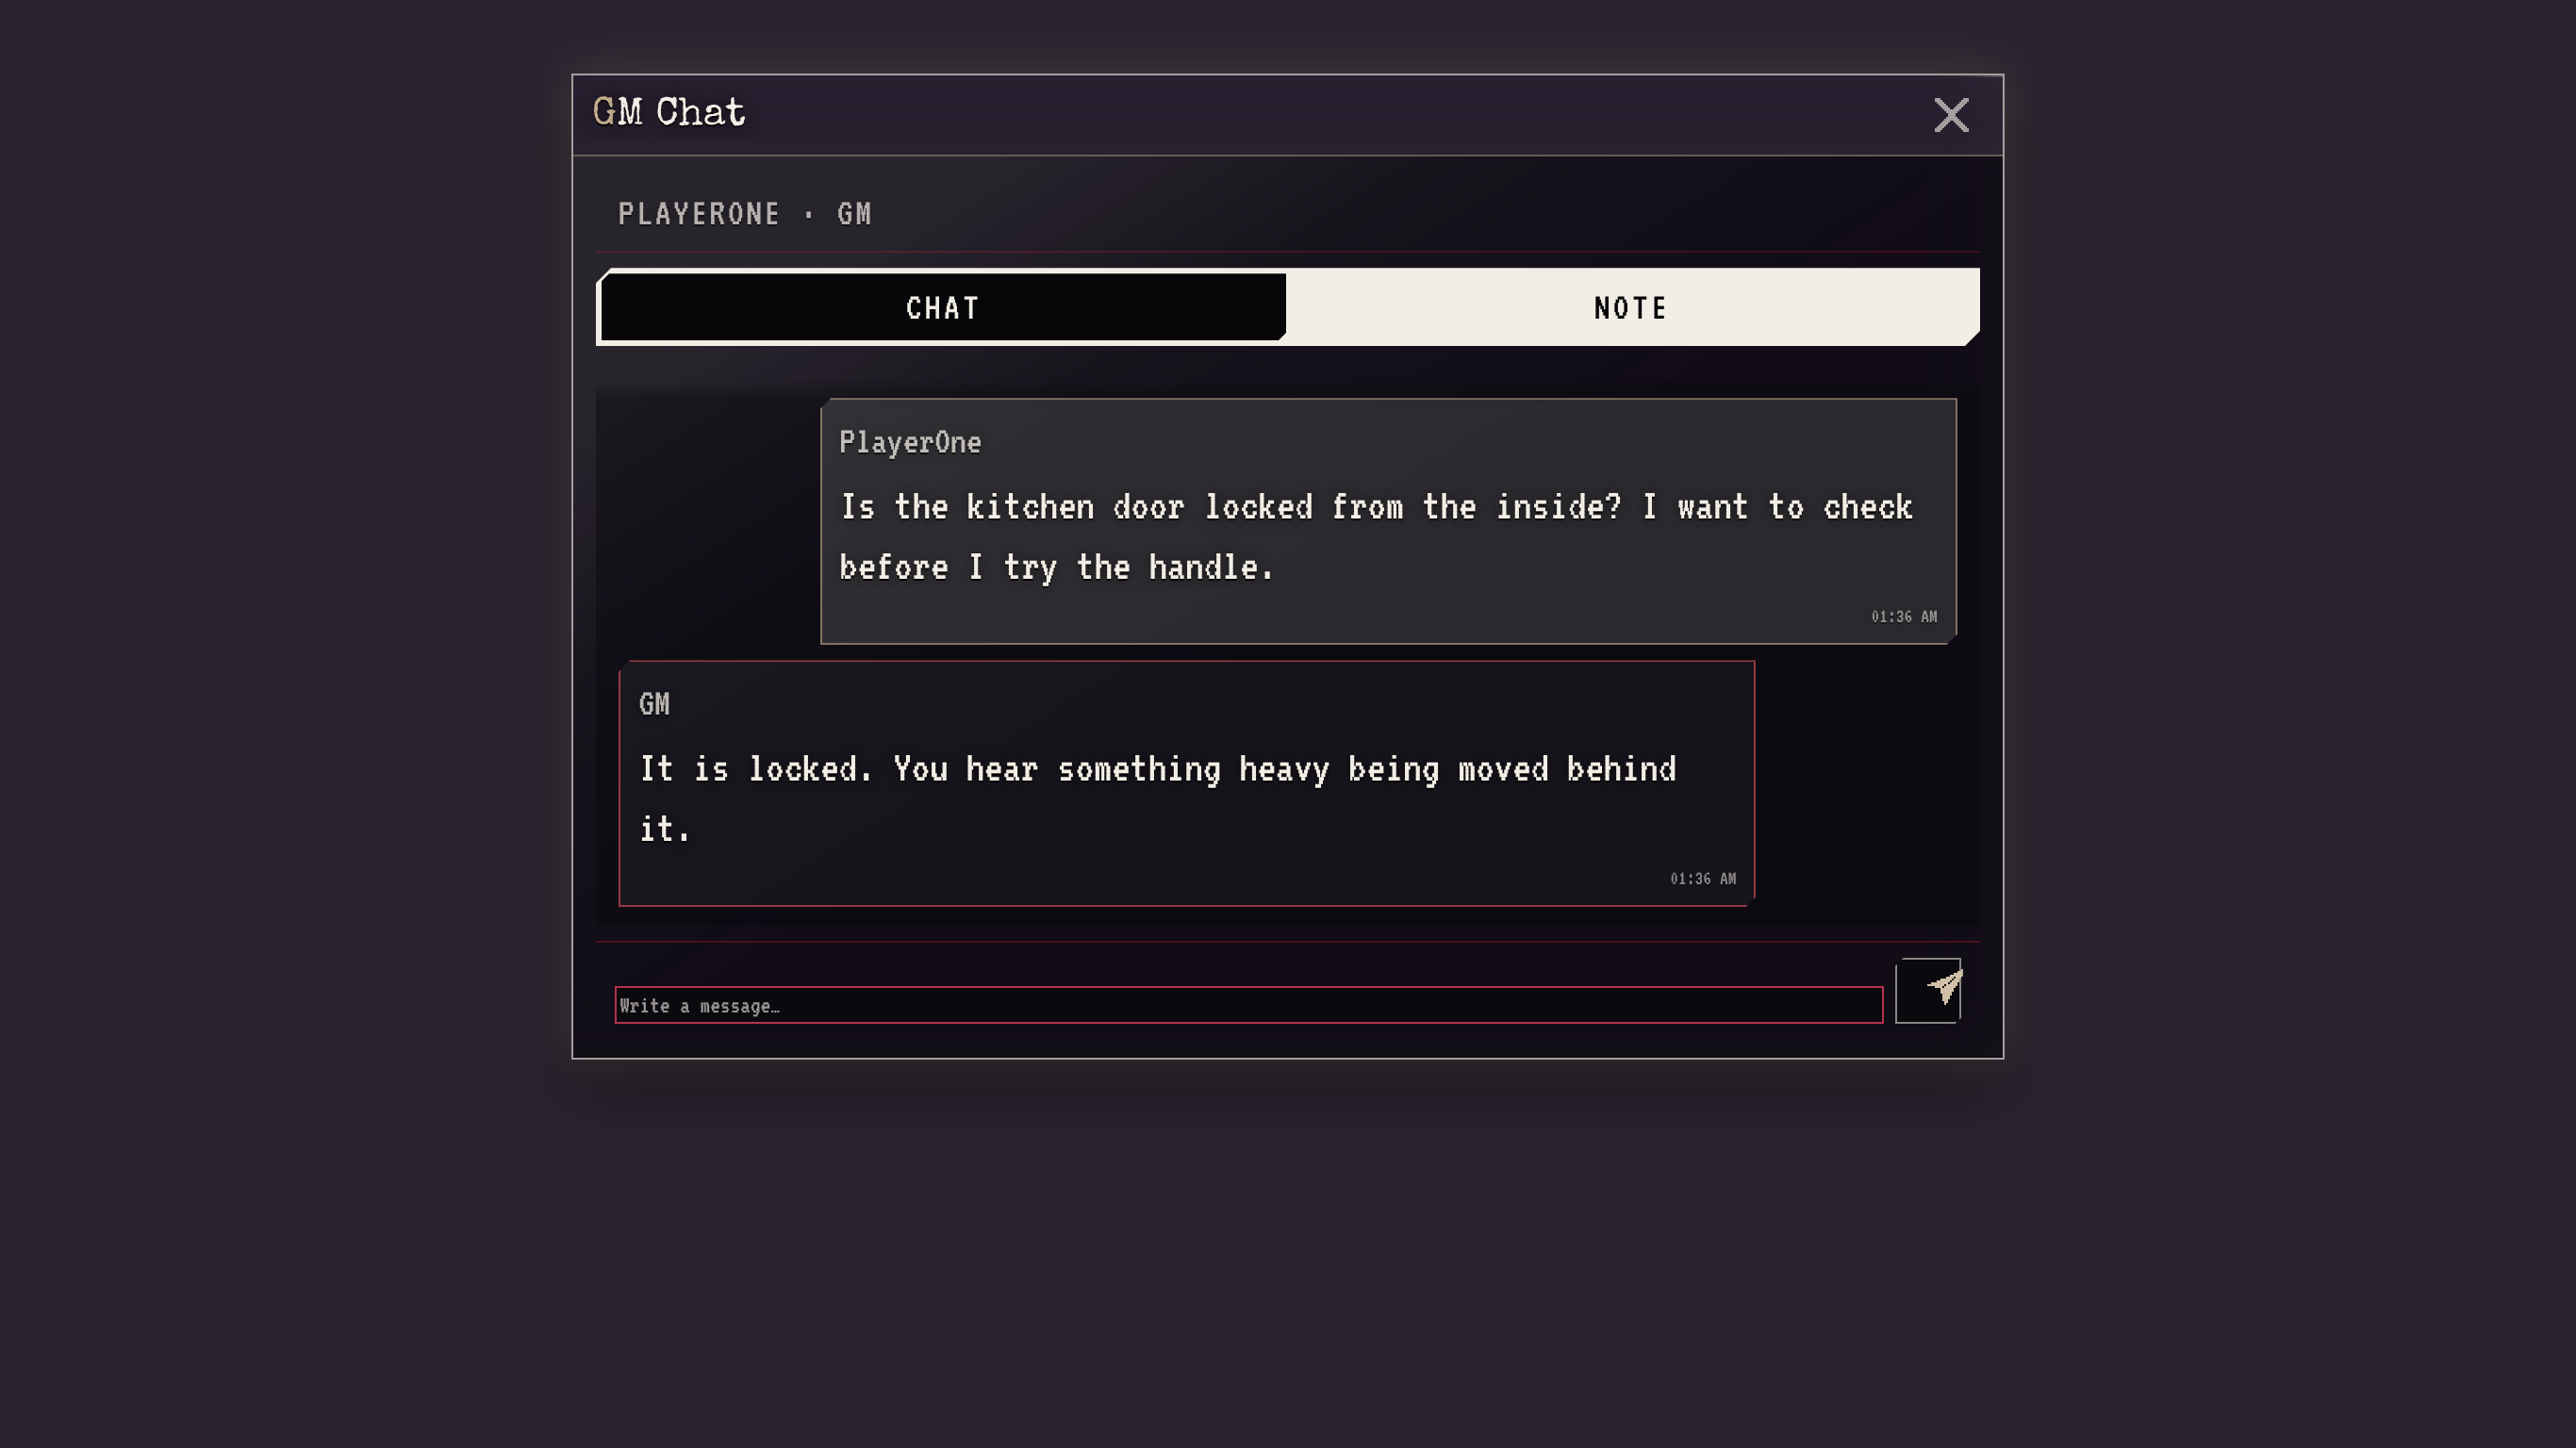 GM Chat
PLAYERONE · GM
CHAT
NOTE
PlayerOne
Is the kitchen door locked from the inside? I want to check
before I try the handle.
01:36 AM
GM
It is locked. You hear something heavy being moved behind
it.
01:36 AM
Write a message…